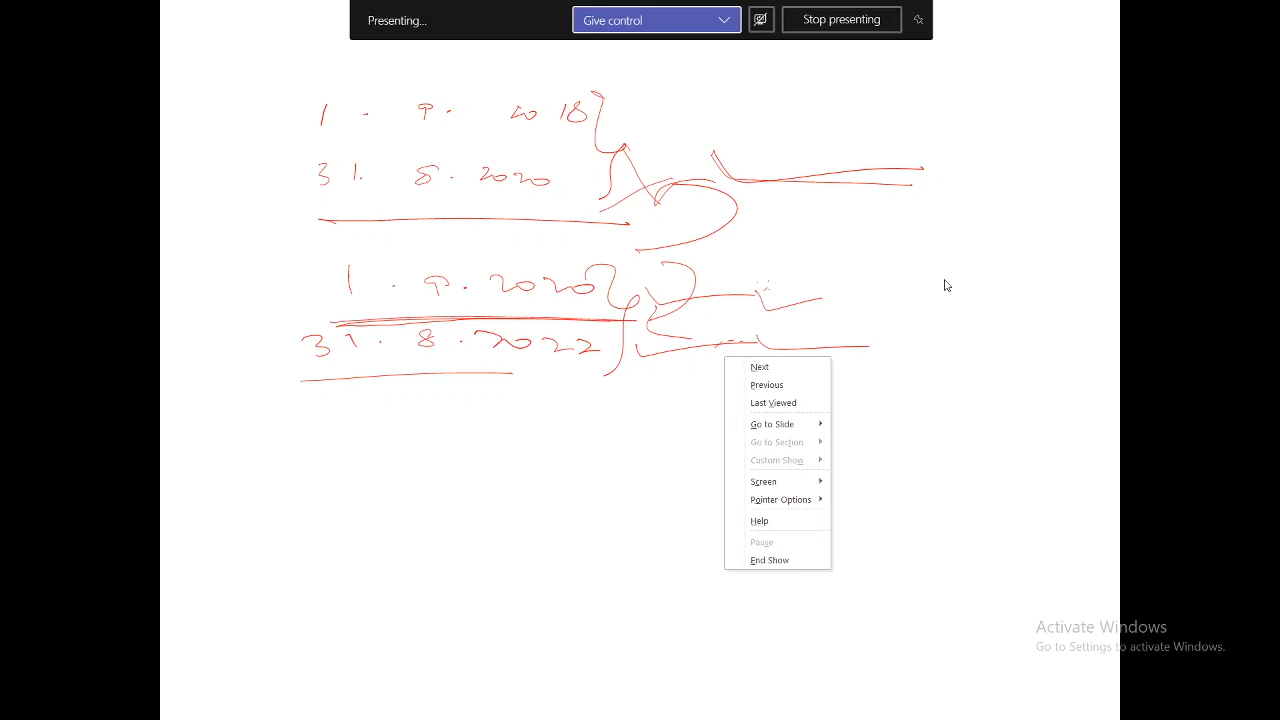 Presenting... Give control Stop presenting
1 . 9 . 2018
31 . 8 . 2020
1 . 9 . 2020
31 . 8 . 2022
Next
Previous
Last Viewed
Go to Slide
Go to Section
Custom Show
Screen
Pointer Options
Help
Pause
End Show
Activate Windows
Go to Settings to activate Windows.